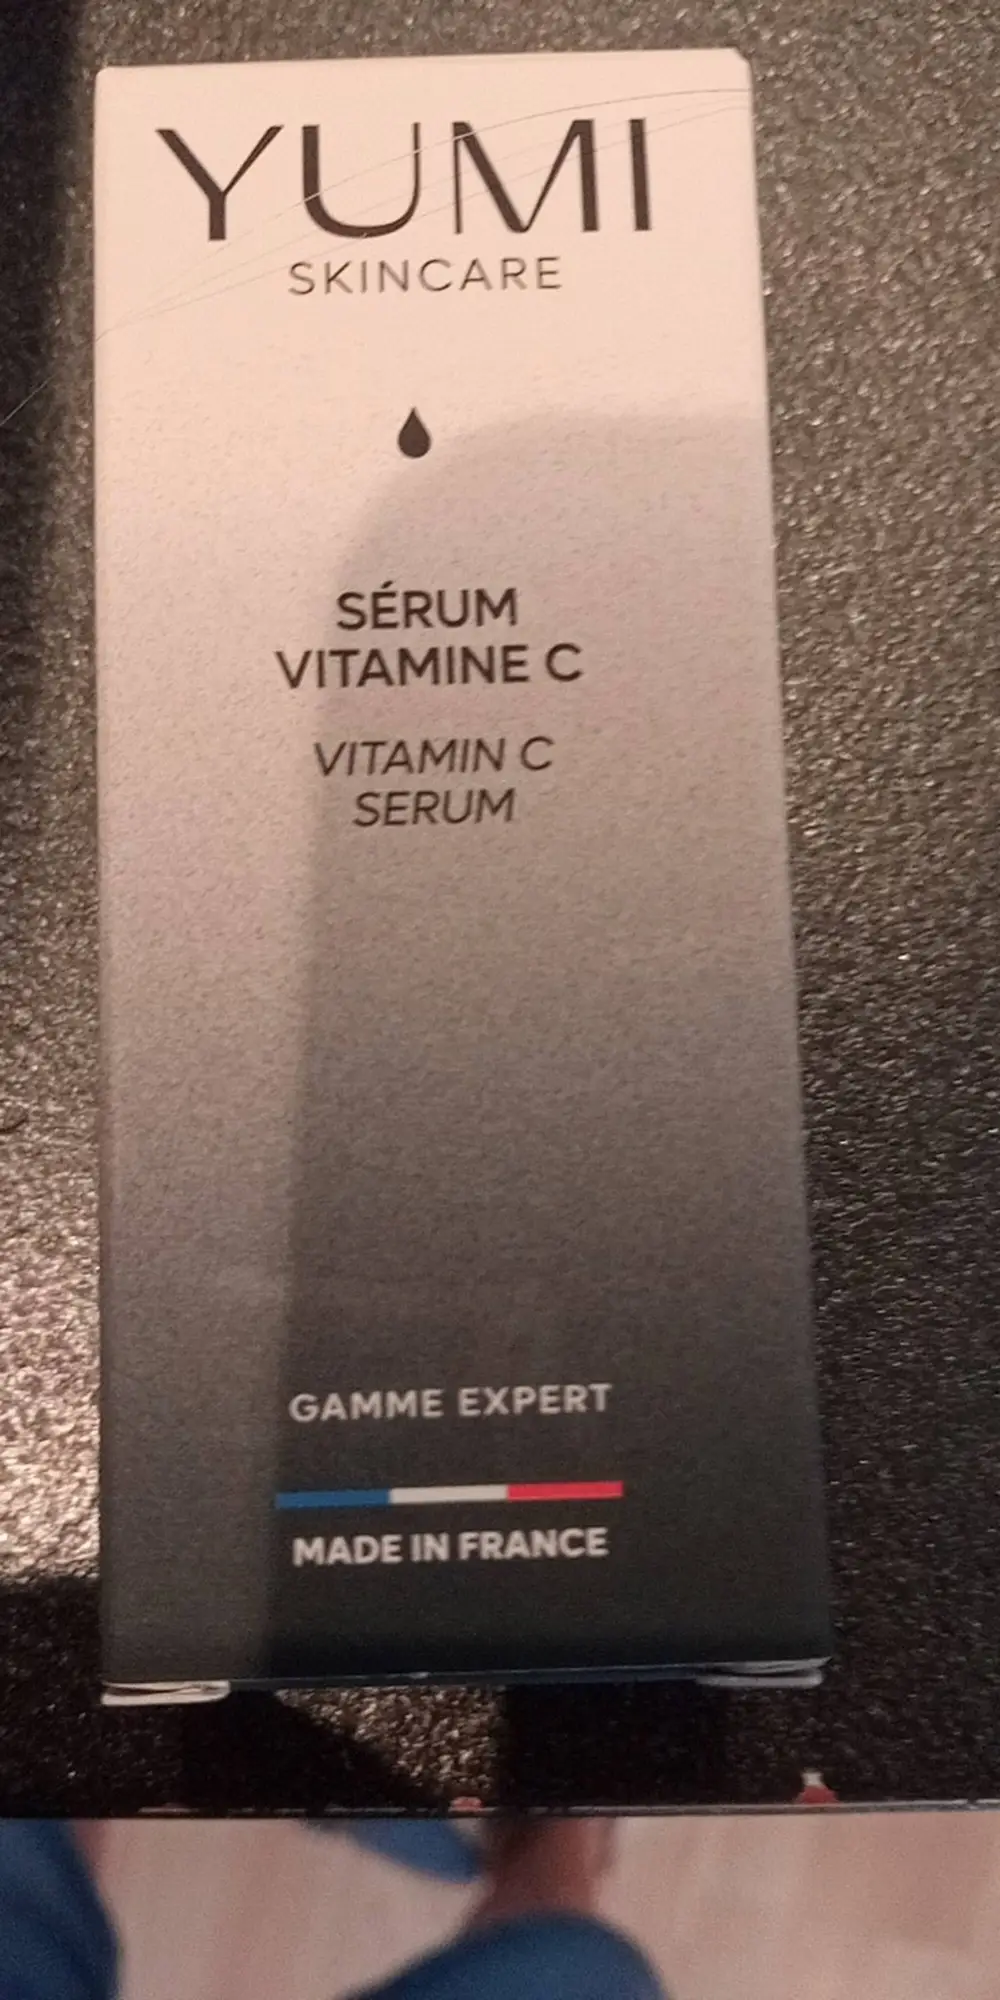 YUMI
SKINCARE
SÉRUM
VITAMINE C
VITAMIN C
SERUM
GAMME EXPERT
MADE IN FRANCE